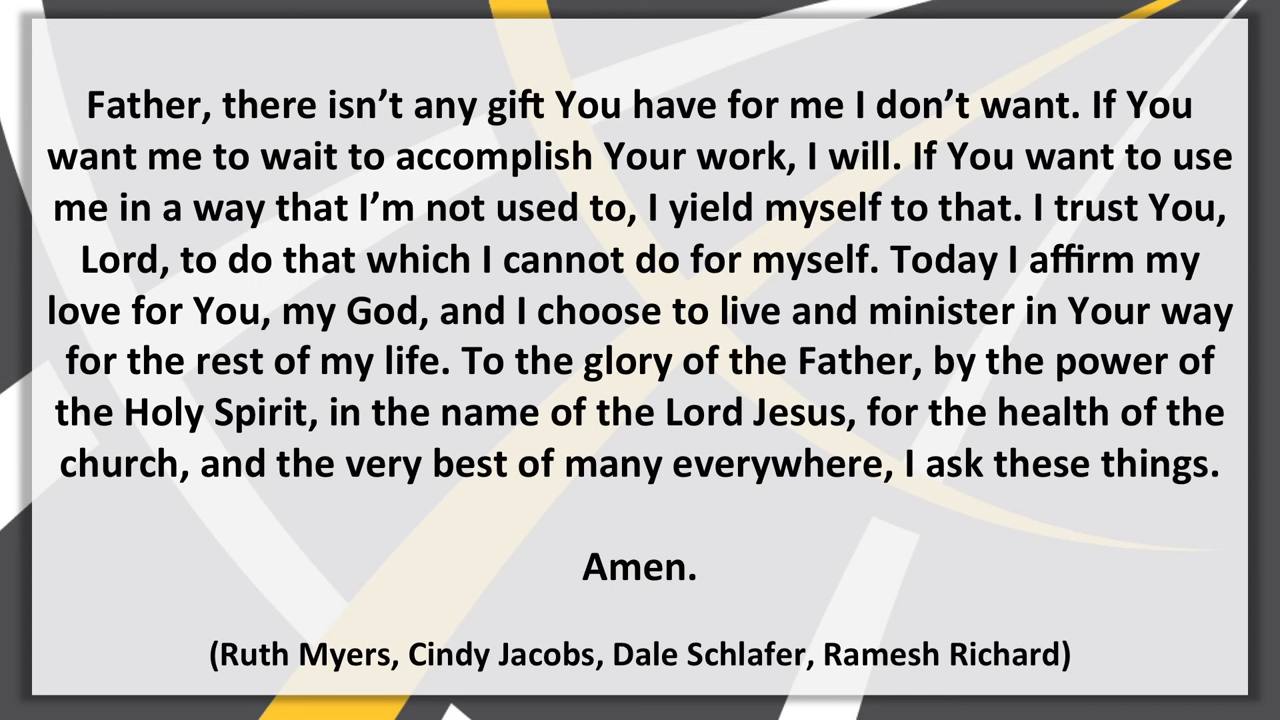 Father, there isn’t any gift You have for me I don’t want. If You
want me to wait to accomplish Your work, I will. If You want to use
me in a way that I’m not used to, I yield myself to that. I trust You,
Lord, to do that which I cannot do for myself. Today I affirm my
love for You, my God, and I choose to live and minister in Your way
for the rest of my life. To the glory of the Father, by the power of
the Holy Spirit, in the name of the Lord Jesus, for the health of the
church, and the very best of many everywhere, I ask these things.
Amen.
(Ruth Myers, Cindy Jacobs, Dale Schlafer, Ramesh Richard)